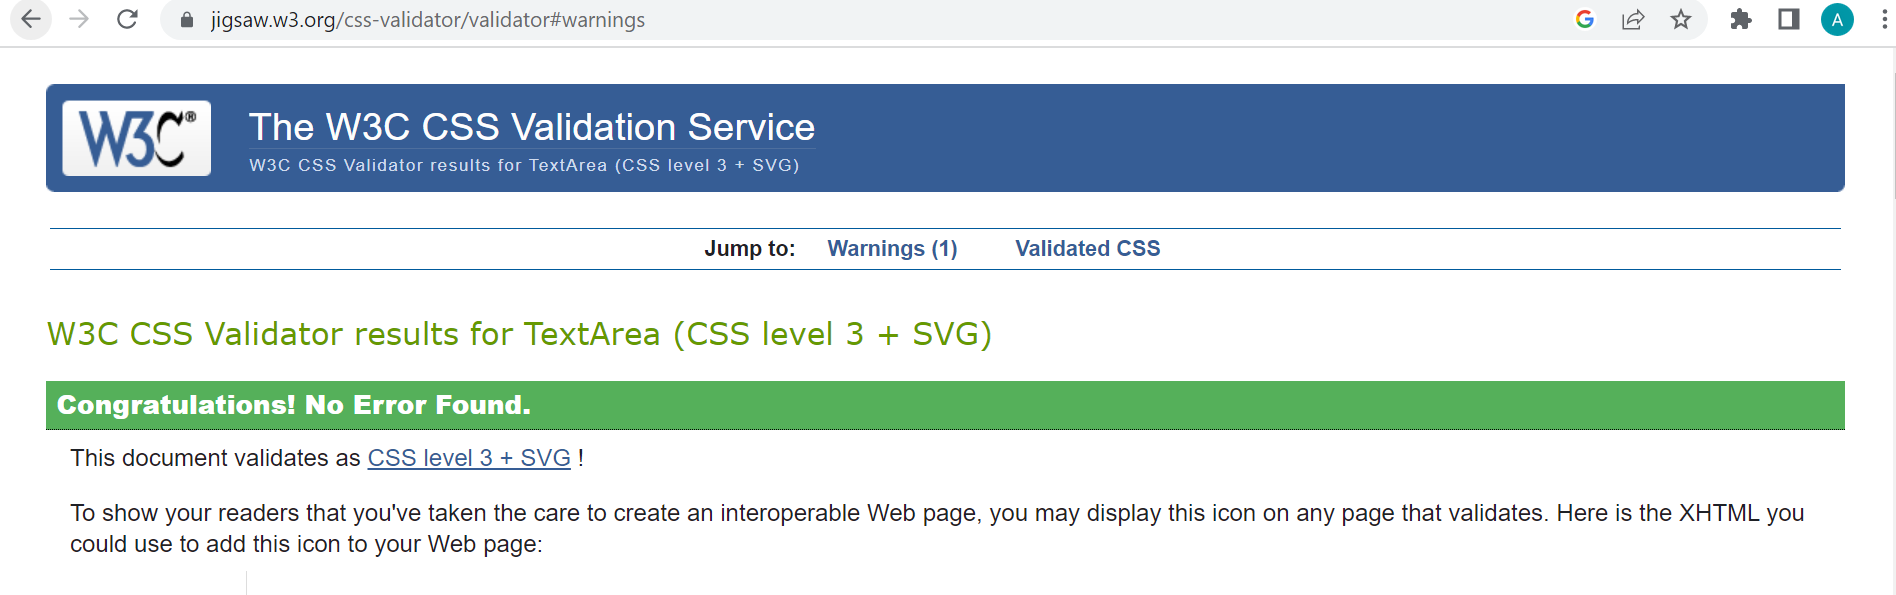 jigsaw.w3.org/css-validator/validator#warnings
A
W3C®
The W3C CSS Validation Service
W3C CSS Validator results for TextArea (CSS level 3 + SVG)
Jump to: Warnings (1) Validated CSS
W3C CSS Validator results for TextArea (CSS level 3 + SVG)
Congratulations! No Error Found.
This document validates as CSS level 3 + SVG !
To show your readers that you've taken the care to create an interoperable Web page, you may display this icon on any page that validates. Here is the XHTML you
could use to add this icon to your Web page: